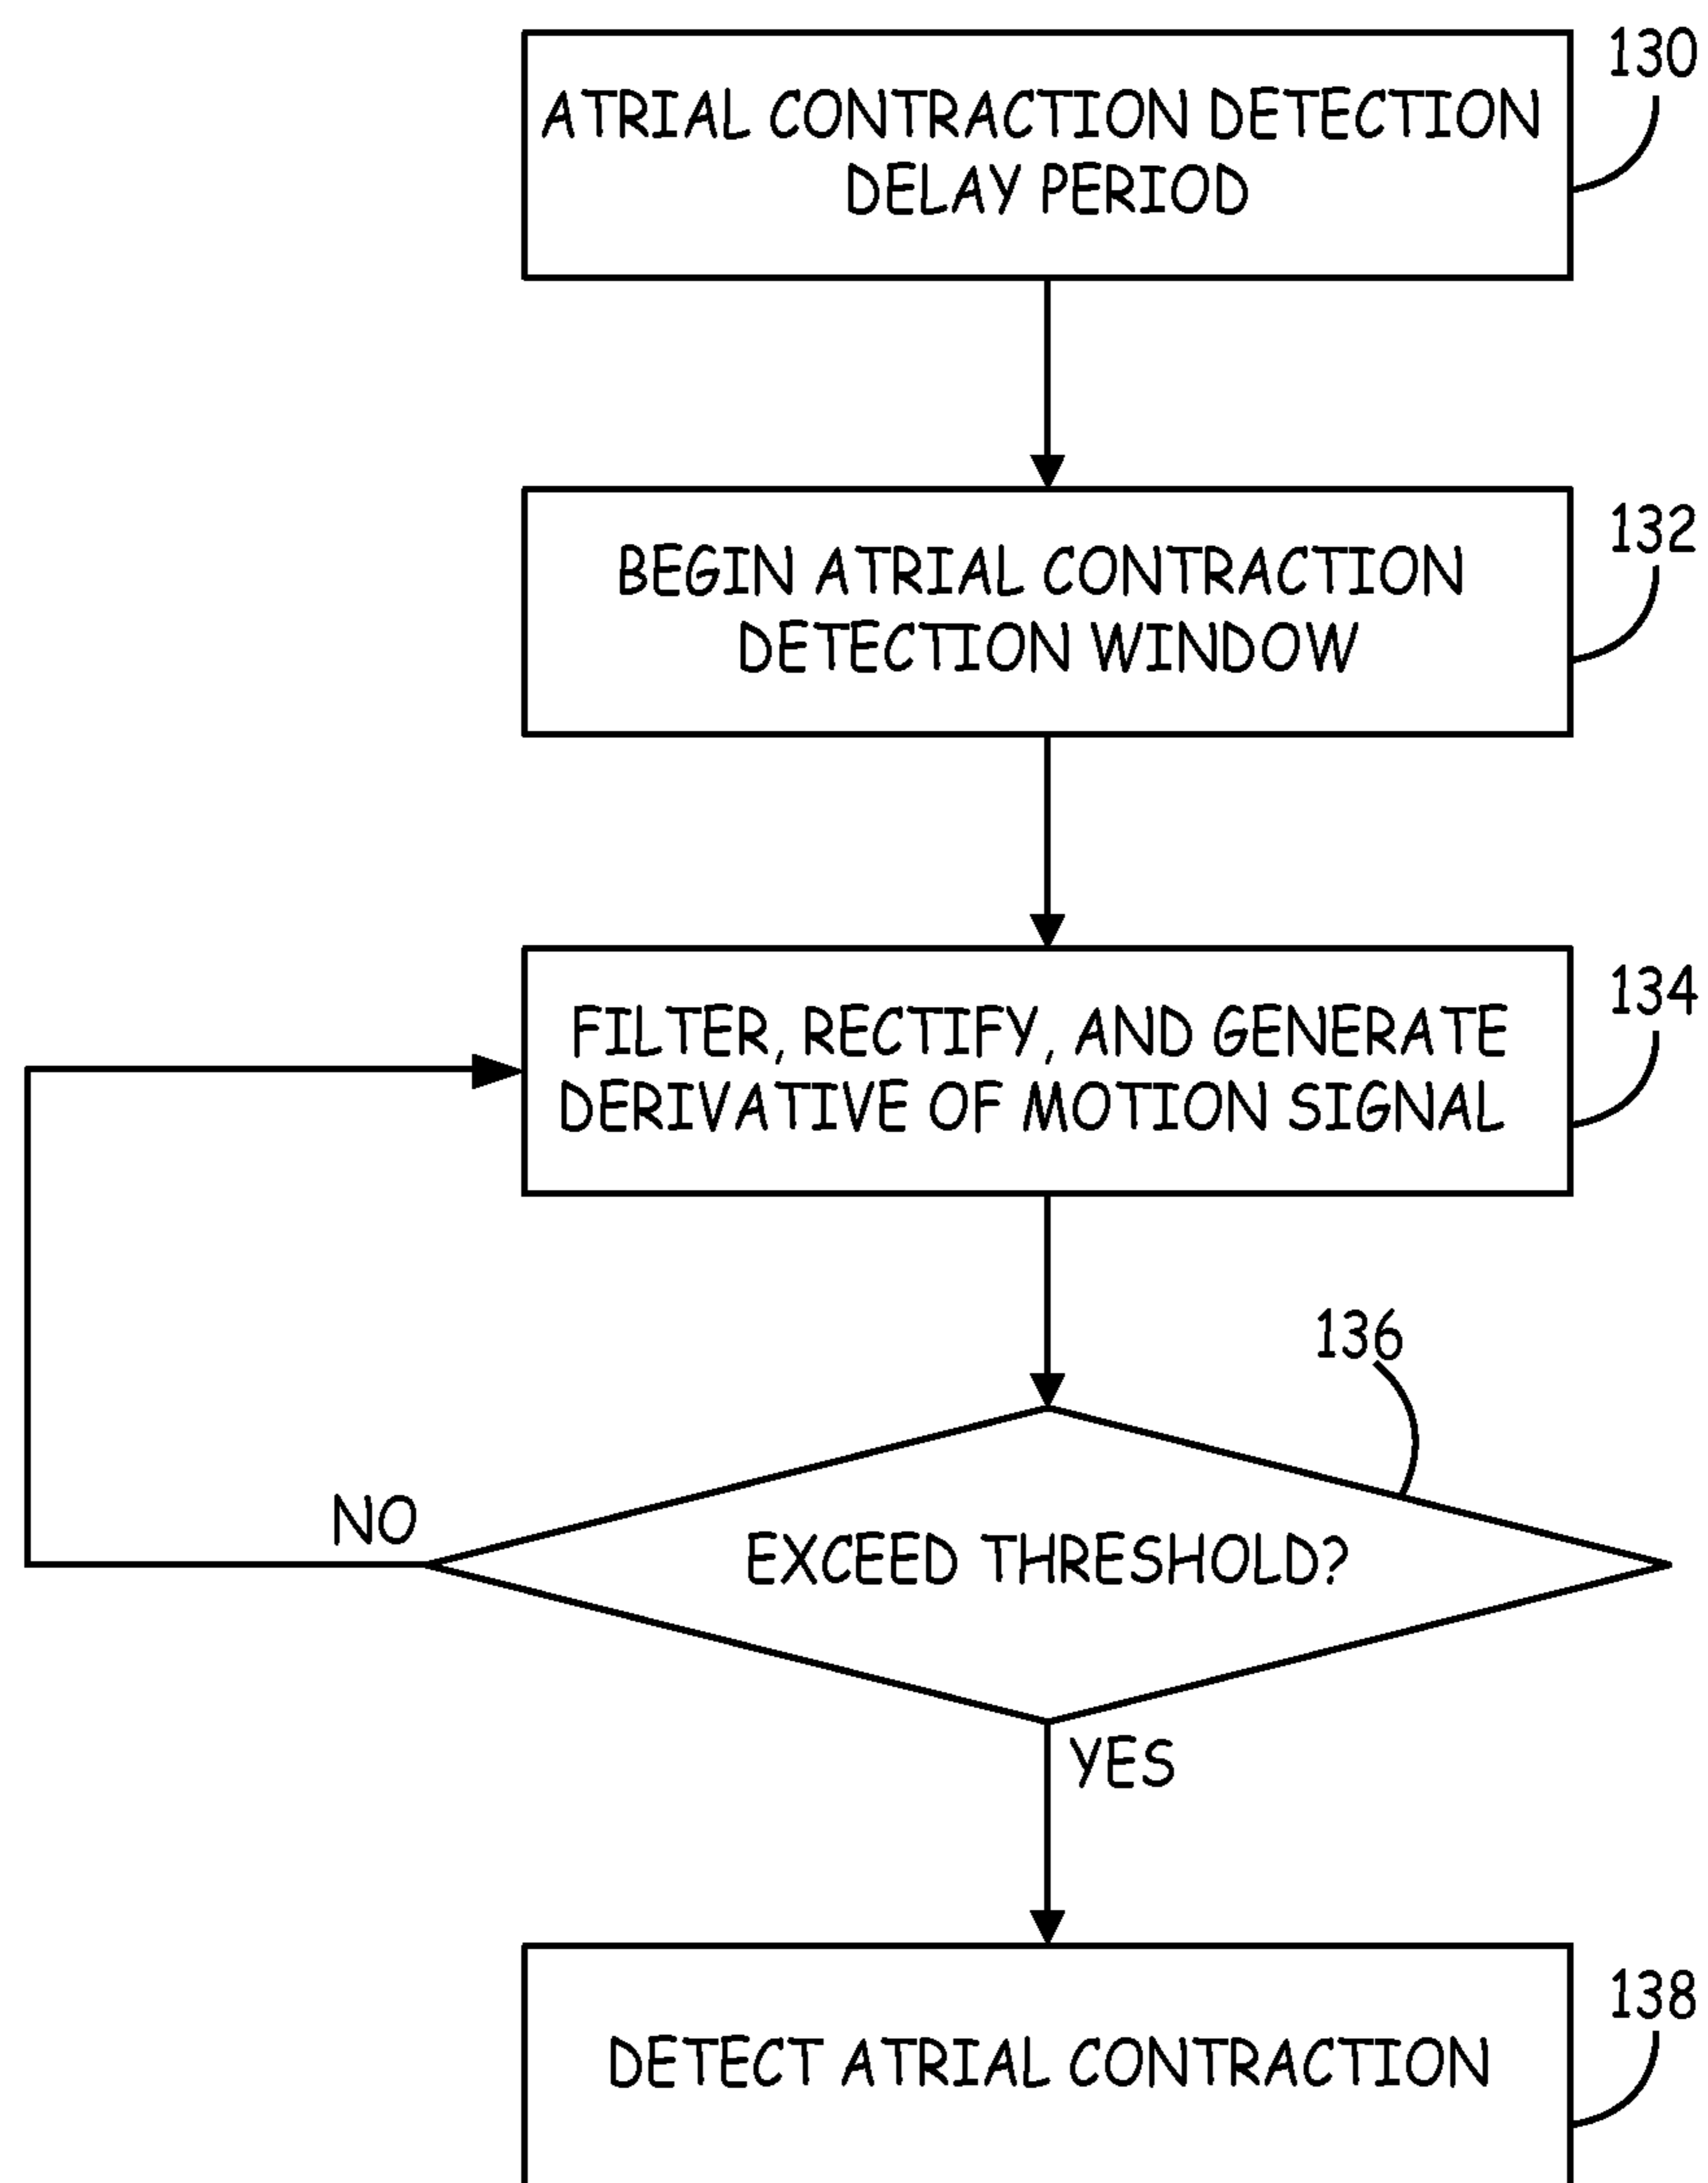 130
ATRIAL CONTRACTION DETECTION
DELAY PERIOD
132
BEGIN ATRIAL CONTRACTION
DETECTION WINDOW
134
FILTER, RECTIFY, AND GENERATE
DERIVATIVE OF MOTION SIGNAL
136
NO
EXCEED THRESHOLD?
YES
138
DETECT ATRIAL CONTRACTION